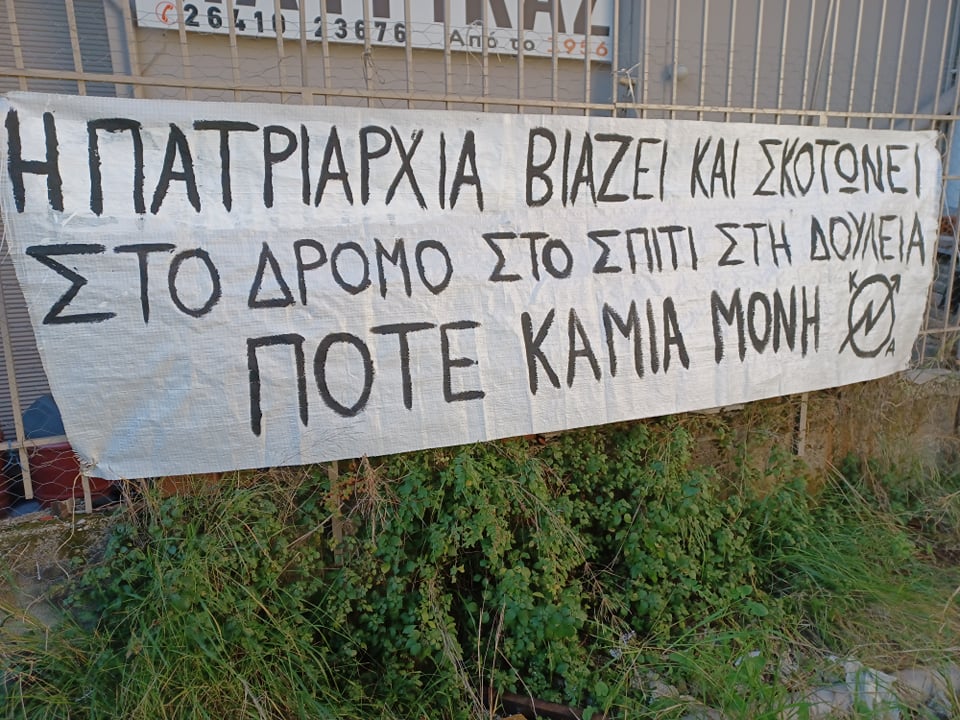 26410 23676 Από το 1956
Η ΠΑΤΡΙΑΡΧΙΑ ΒΙΑΖΕΙ ΚΑΙ ΣΚΟΤΩΝΕΙ
ΣΤΟ ΔΡΟΜΟ ΣΤΟ ΣΠΙΤΙ ΣΤΗ ΔΟΥΛΕΙΑ
ΠΟΤΕ ΚΑΜΙΑ ΜΟΝΗ
Κ
Α